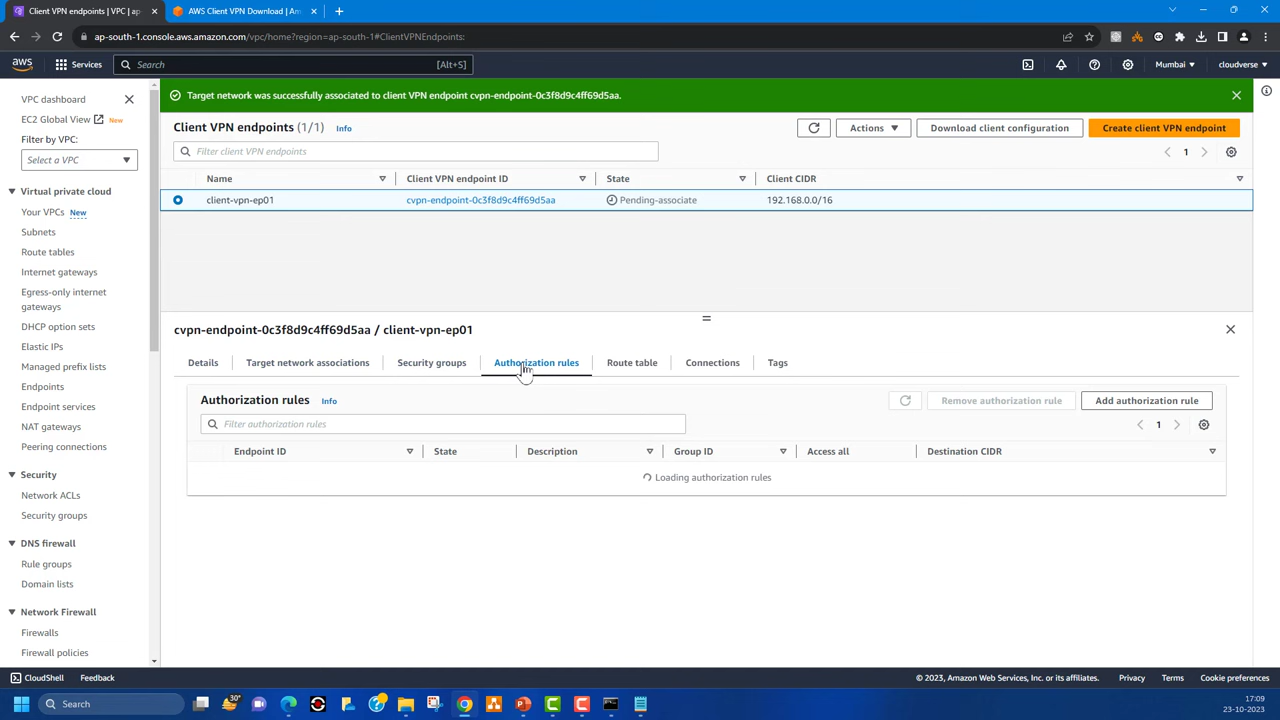 Client VPN endpoints | VPC | ap-
AWS Client VPN Download | Am
ap-south-1.console.aws.amazon.com/vpc/home?region=ap-south-1#ClientVPNEndpoints:
aws
Services
Search
[Alt+S]
Mumbai
cloudverse
VPC dashboard
EC2 Global View
New
Filter by VPC:
Select a VPC
Virtual private cloud
Your VPCs New
Subnets
Route tables
Internet gateways
Egress-only internet
gateways
DHCP option sets
Elastic IPs
Managed prefix lists
Endpoints
Endpoint services
NAT gateways
Peering connections
Security
Network ACLs
Security groups
DNS firewall
Rule groups
Domain lists
Network Firewall
Firewalls
Firewall policies
Target network was successfully associated to client VPN endpoint cvpn-endpoint-0c3f8d9c4ff69d5aa.
Client VPN endpoints (1/1) Info
Actions
Download client configuration
Create client VPN endpoint
Filter client VPN endpoints
1
Name
Client VPN endpoint ID
State
Client CIDR
client-vpn-ep01
cvpn-endpoint-0c3f8d9c4ff69d5aa
Pending-associate
192.168.0.0/16
cvpn-endpoint-0c3f8d9c4ff69d5aa / client-vpn-ep01
Details
Target network associations
Security groups
Authorization rules
Route table
Connections
Tags
Authorization rules Info
Remove authorization rule
Add authorization rule
Filter authorization rules
1
Endpoint ID
State
Description
Group ID
Access all
Destination CIDR
Loading authorization rules
CloudShell
Feedback
© 2023, Amazon Web Services, Inc. or its affiliates.
Privacy
Terms
Cookie preferences
Search
30°
17:09
23-10-2023